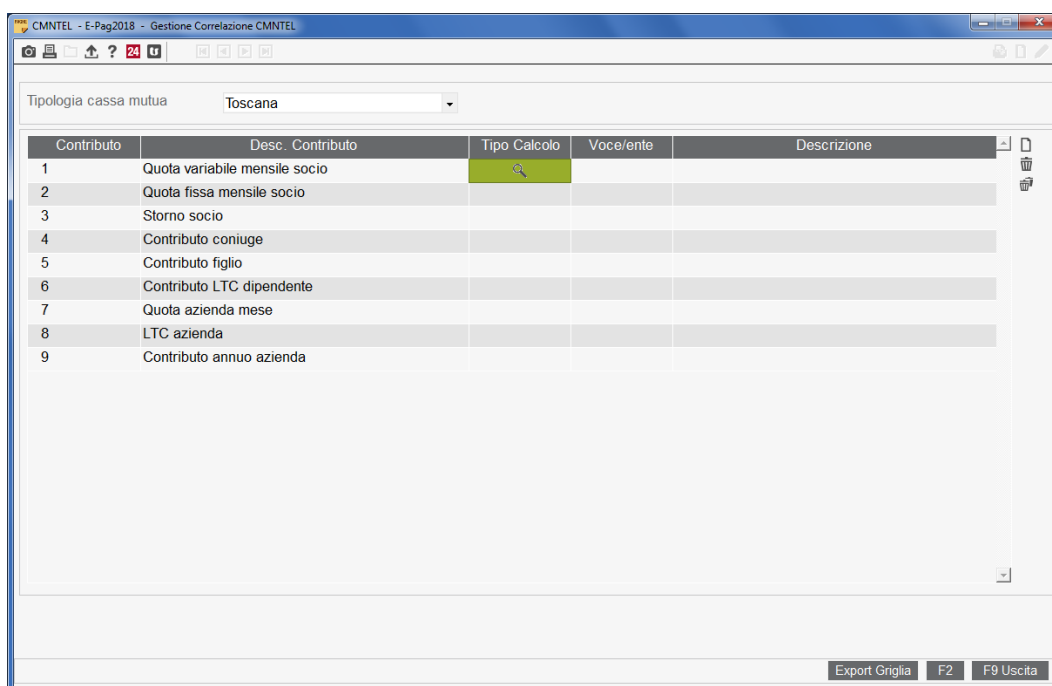 CMNTEL - E-Pag2018 - Gestione Correlazione CMNTEL
? 24 U
Tipologia cassa mutua Toscana
Contributo Desc. Contributo Tipo Calcolo Voce/ente Descrizione
1 Quota variabile mensile socio
2 Quota fissa mensile socio
3 Storno socio
4 Contributo coniuge
5 Contributo figlio
6 Contributo LTC dipendente
7 Quota azienda mese
8 LTC azienda
9 Contributo annuo azienda
Export Griglia F2 F9 Uscita